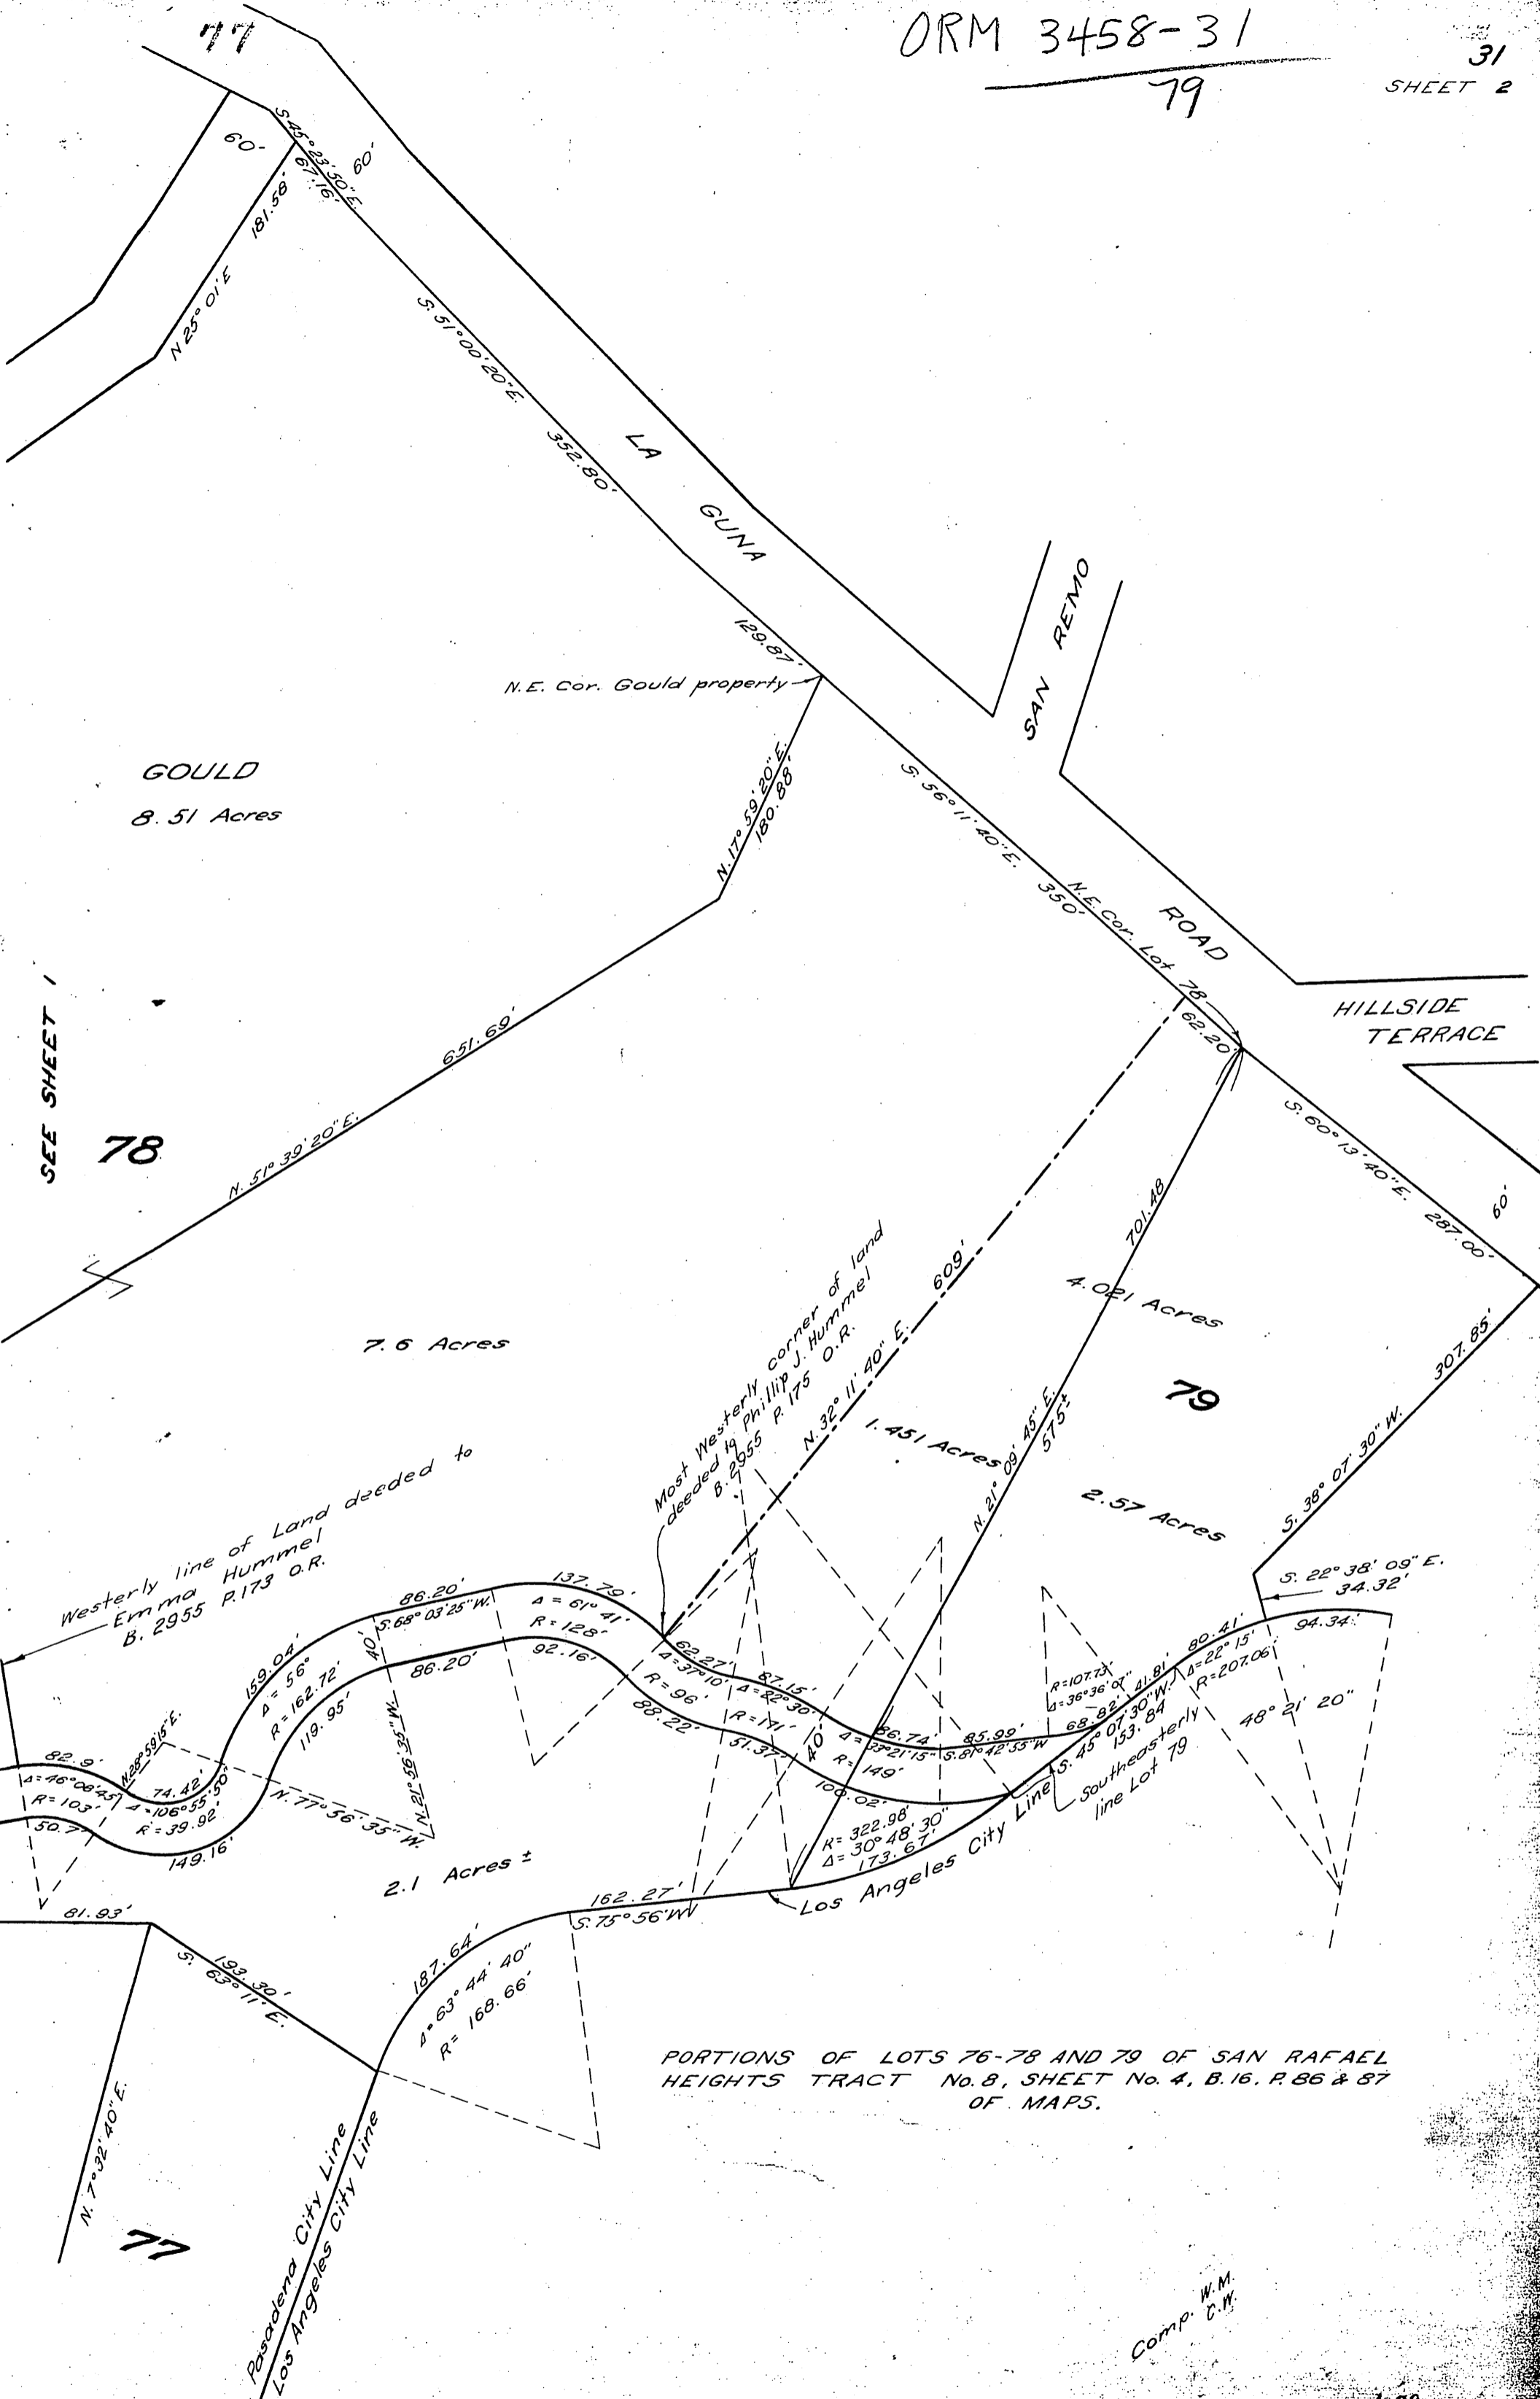 77
ORM 3458-31
79
31
SHEET 2
60'
S.45°23'50"E.
67.16'
60'
181.58'
N 25° 01' E
S. 51° 00' 20" E.
352.80'
LA
GUNA
129.87'
N.E. Cor. Gould property
SAN REMO
GOULD
8.51 Acres
N. 17° 59' 20" E.
180.88'
S. 56° 11' 40" E.
350'
N.E. Cor. Lot 78
ROAD
62.20'
HILLSIDE
TERRACE
SEE SHEET 1
78
651.69'
N. 51° 39' 20" E.
S. 60° 13' 40" E.
287.00'
60'
701.48
609'
4.021 Acres
7.6 Acres
Most Westerly corner of land
deeded to Phillip J. Hummel
B. 2955 P. 175 O.R.
N. 32° 11' 40" E.
79
307.85'
1.451 Acres
N. 21° 09' 45" E.
575±
S. 38° 07' 30" W.
2.57 Acres
Westerly line of Land deeded to
Emma Hummel
B. 2955 P. 173 O.R.
S. 22° 38' 09" E.
34.32'
86.20'
S.68° 03' 25" W.
137.79'
Δ = 61° 41'
R = 128'
92.16'
40'
86.20'
159.04'
Δ = 56°
R = 162.72'
119.95'
62.27'
Δ=37°10'
R = 96'
88.22'
87.15'
Δ=22°30'
R=191'
51.37'
40'
86.74'
Δ=33°21'15"
R=149'
106.02'
85.99'
S.81°42'55"W
R=107.73'
Δ=36°36'07"
68.82'
41.81'
S. 45° 07' 30" W.
153.84
80.41'
Δ=22°15'
R=207.06'
94.34'
48° 21' 20"
Southeasterly
line Lot 79
82.9'
Δ=46°08'45"
R=103'
50.7'
N.28°59'15"E.
74.42'
Δ=106°55'50"
R=39.92'
149.16'
N.77°56'35"W.
2.1 Acres ±
R= 322.98'
Δ= 30° 48' 30"
173.67'
Los Angeles City Line
162.27'
S.75°56'W
81.93'
193.30'
S. 63° 11' E.
187.64'
Δ= 63° 44' 40"
R= 168.66'
PORTIONS OF LOTS 76-78 AND 79 OF SAN RAFAEL
HEIGHTS TRACT No. 8, SHEET No. 4, B. 16, P. 86 & 87
OF MAPS.
N. 7° 32' 40" E.
77
Pasadena City Line
Los Angeles City Line
Comp. W.M.
C.W.